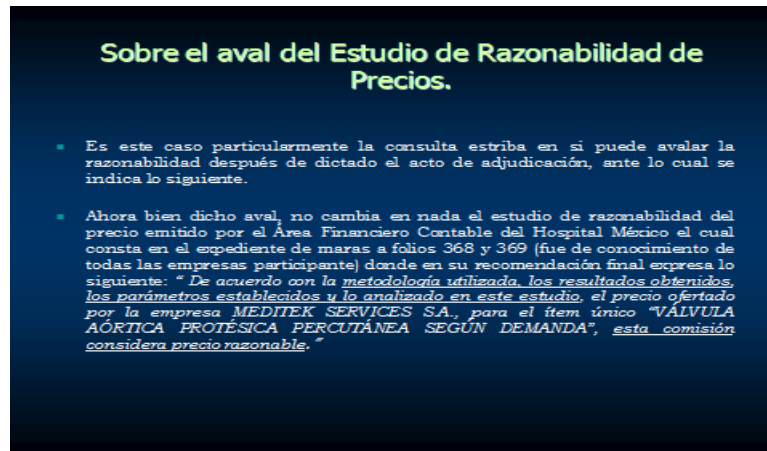 Sobre el aval del Estudio de Razonabilidad de
Precios.
Es este caso particularmente la consulta estriba en si puede avalar la
razonabilidad después de dictado el acto de adjudicación, ante lo cual se
indica lo siguiente.
Ahora bien dicho aval, no cambia en nada el estudio de razonabilidad del
precio emitido por el Área Financiero Contable del Hospital México el cual
consta en el expediente de maras a folios 368 y 369 (fue de conocimiento de
todas las empresas participante) donde en su recomendación final expresa lo
siguiente: “ De acuerdo con la metodología utilizada, los resultados obtenidos,
los parámetros establecidos y lo analizado en este estudio, el precio ofertado
por la empresa MEDITEK SERVICES S.A., para el ítem único “VÁLVULA
AÓRTICA PROTÉSICA PERCUTÁNEA SEGÚN DEMANDA”, esta comisión
considera precio razonable. ”